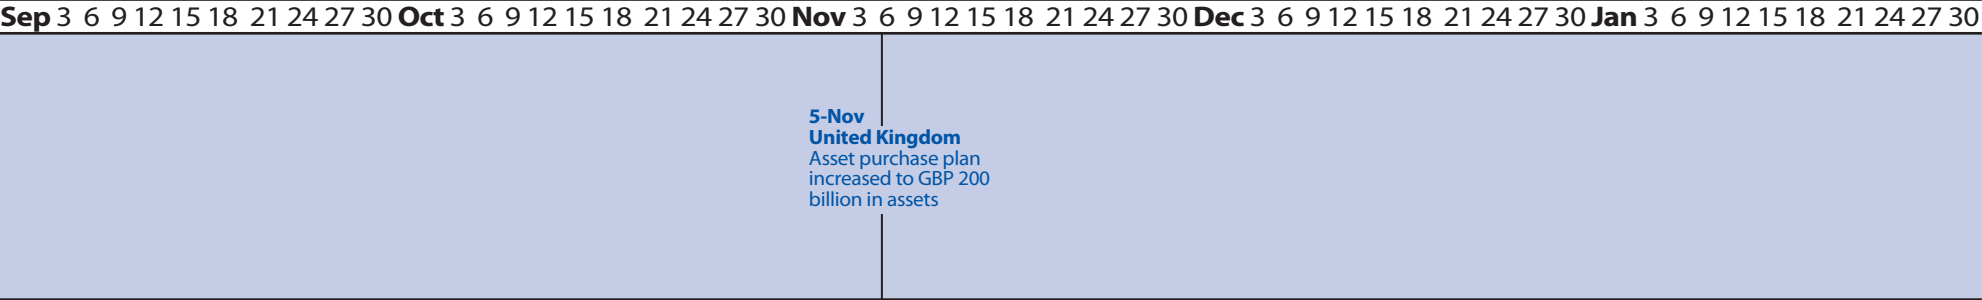 Sep 3 6 9 12 15 18 21 24 27 30 Oct 3 6 9 12 15 18 21 24 27 30 Nov 3 6 9 12 15 18 21 24 27 30 Dec 3 6 9 12 15 18 21 24 27 30 Jan 3 6 9 12 15 18 21 24 27 30
5-Nov
United Kingdom
Asset purchase plan
increased to GBP 200
billion in assets